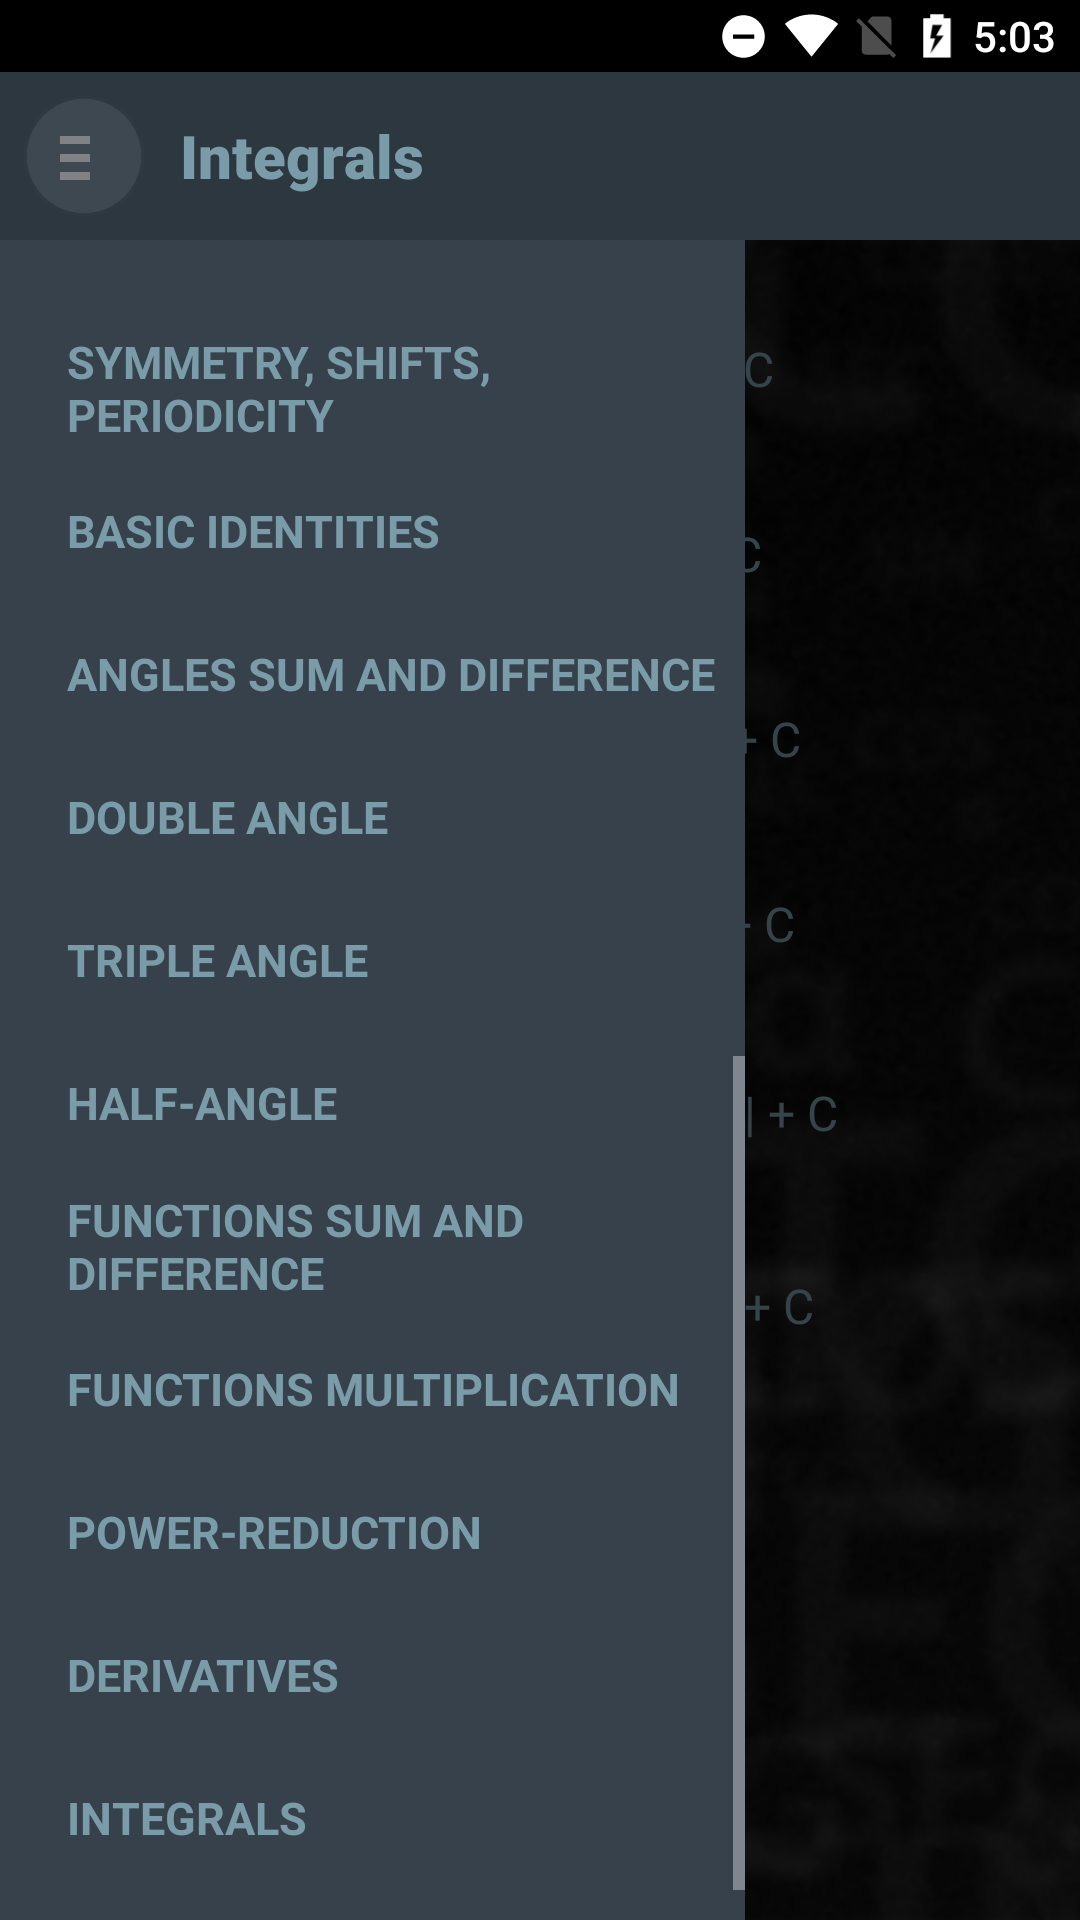 5:03
Integrals
SYMMETRY, SHIFTS,
PERIODICITY
C
BASIC IDENTITIES
C
ANGLES SUM AND DIFFERENCE
+ C
DOUBLE ANGLE
C
TRIPLE ANGLE
HALF-ANGLE
| + C
FUNCTIONS SUM AND
DIFFERENCE
+ C
FUNCTIONS MULTIPLICATION
POWER-REDUCTION
DERIVATIVES
INTEGRALS